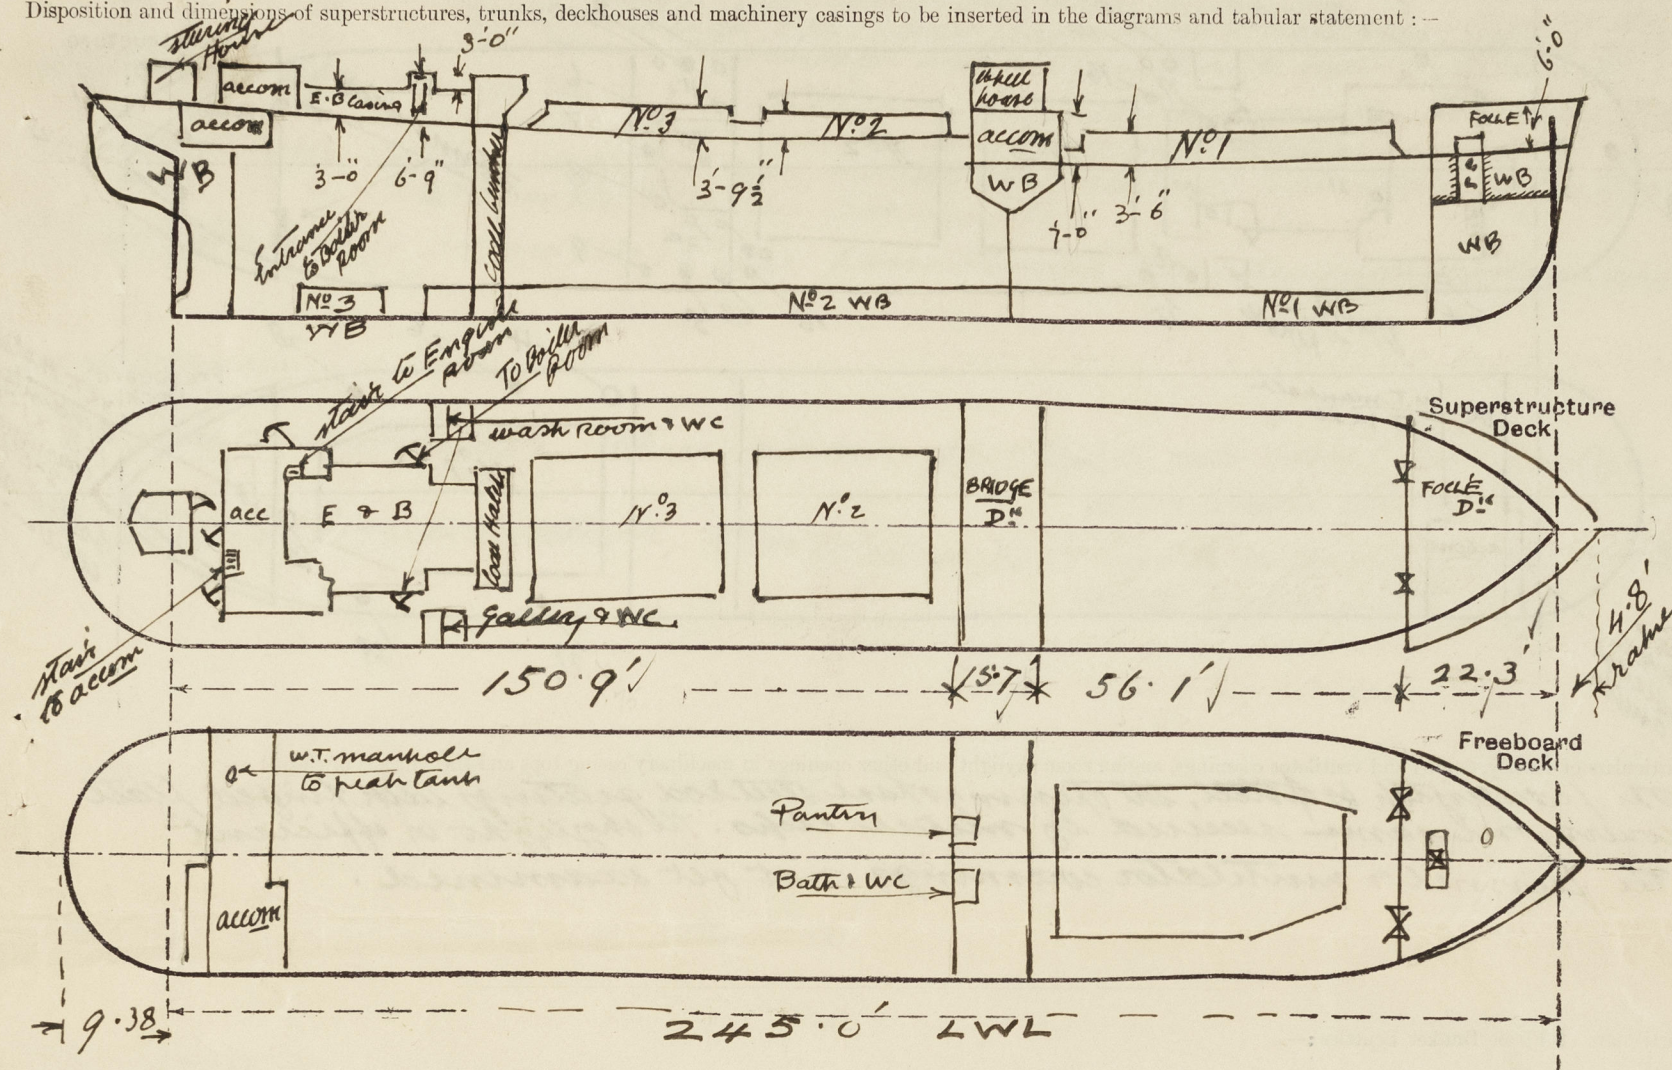 Disposition and dimensions of superstructures, trunks, deckhouses and machinery casings to be inserted in the diagrams and tabular statement :—
steering
House
3'-0"
6'-0"
accom
E·B Casing
wheel
house
accom
No 3
No 2
accom
No 1
Focl'E
B
3'-0"
6'-9"
3'-9½"
WB
WB
7'-0"
3'-6"
Coal bunker
Entrance
to Boiler
Room
WB
No 3
WB
No 2 WB
No 1 WB
stair to Engine
Room
To Boiler
Room
wash room & WC
Superstructure
Deck
acc
E & B
Coal Hatch
No 3
No 2
BRIDGE
Dk
Focl'E
Dk
Galley & WC
stair
to accom
150·9'
15·7
56·1'
22·3'
4·8'
rake
Freeboard
Deck
W.T. manhole
to peak tank
Pantry
Bath & WC
accom
9·38
245·0' LWL